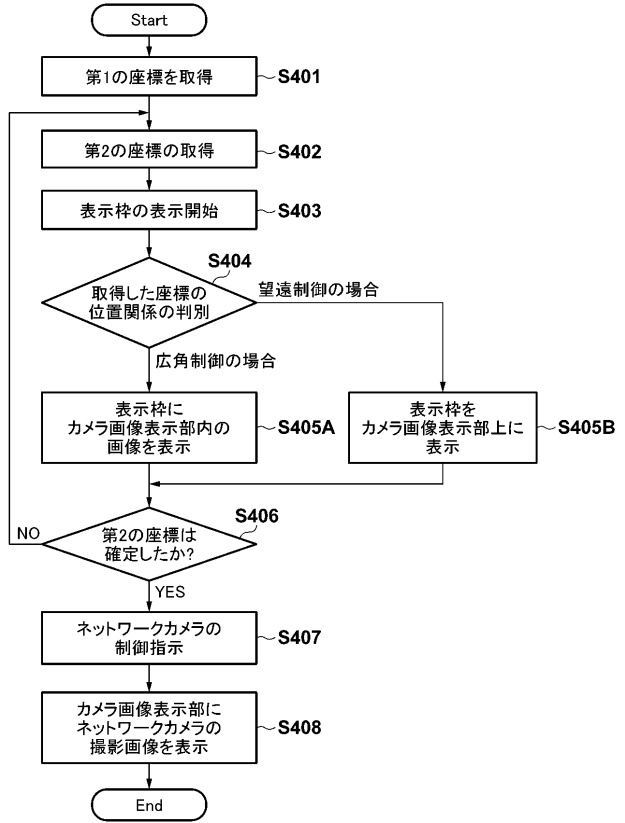 Start
第1の座標を取得
S401
第2の座標の取得
S402
表示枠の表示開始
S403
S404
取得した座標の
位置関係の判別
望遠制御の場合
広角制御の場合
表示枠に
カメラ画像表示部内の
画像を表示
S405A
表示枠を
カメラ画像表示部上に
表示
S405B
S406
第2の座標は
確定したか?
NO
YES
ネットワークカメラの
制御指示
S407
カメラ画像表示部に
ネットワークカメラの
撮影画像を表示
S408
End